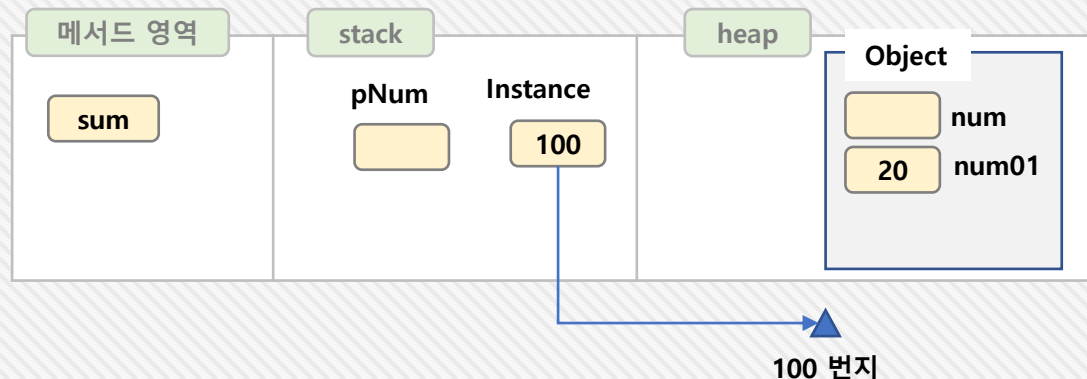 메서드 영역
stack
heap
Object
sum
pNum
Instance
100
num
20
num01
100 번지